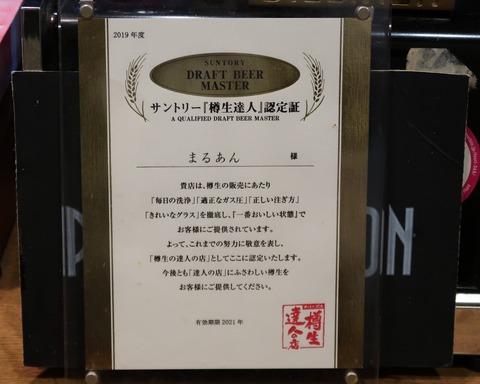 2019年度
SUNTORY
DRAFT BEER
MASTER
サントリー『樽生達人』認定証
A QUALIFIED DRAFT BEER MASTER
まるあん 様
貴店は、樽生の販売にあたり
「毎日の洗浄」「適正なガス圧」「正しい注ぎ方」
「きれいなグラス」を徹底し、『一番おいしい状態』で
お客様にご提供されています。
よって、これまでの努力に敬意を表し、
「樽生の達人の店」としてここに認定いたします。
今後とも「達人の店」にふさわしい樽生を
お客様にご提供してください。
有効期限 2021年
樽生
達人の店
ON